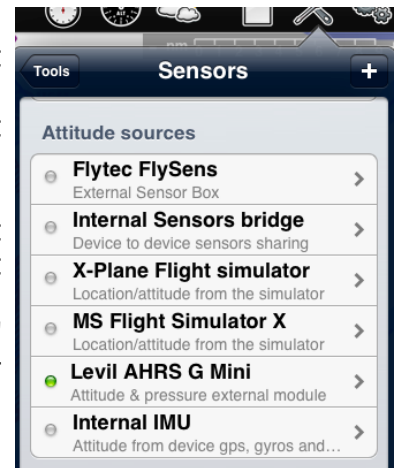 ALT
nm
Tools
Sensors
+
Attitude sources
Flytec FlySens
External Sensor Box
Internal Sensors bridge
Device to device sensors sharing
X-Plane Flight simulator
Location/attitude from the simulator
MS Flight Simulator X
Location/attitude from the simulator
Levil AHRS G Mini
Attitude & pressure external module
Internal IMU
Attitude from device gps, gyros and…